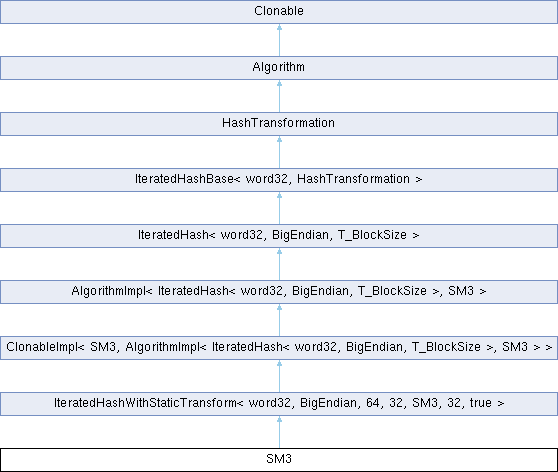 Clonable
Algorithm
HashTransformation
IteratedHashBase< word32, HashTransformation >
IteratedHash< word32, BigEndian, T_BlockSize >
AlgorithmImpl< IteratedHash< word32, BigEndian, T_BlockSize >, SM3 >
ClonableImpl< SM3, AlgorithmImpl< IteratedHash< word32, BigEndian, T_BlockSize >, SM3 > >
IteratedHashWithStaticTransform< word32, BigEndian, 64, 32, SM3, 32, true >
SM3